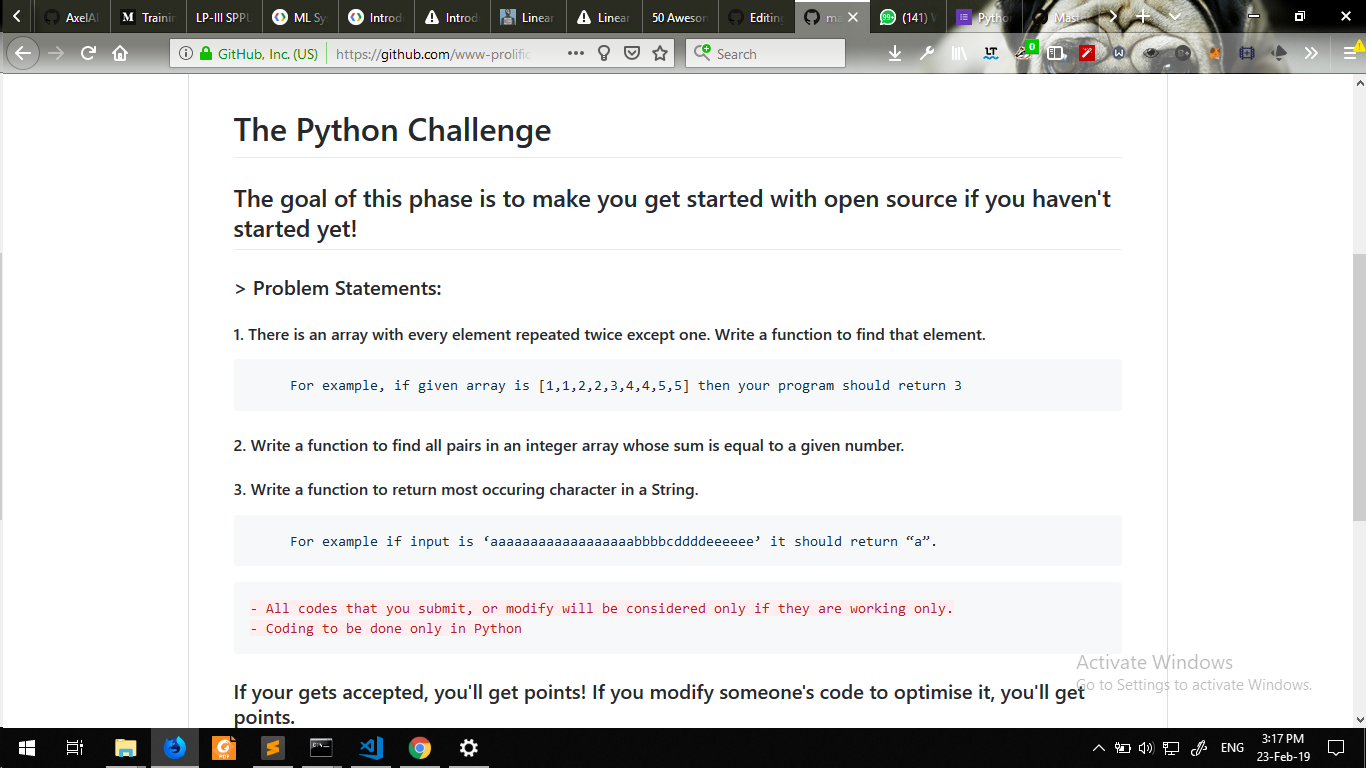 AxelAl
Trainin
LP-III SPPU
ML Sy
Introd
Introd
Linear
Linear
50 Awesom
Editing
ma
(141)
Pytho
Maste
GitHub, Inc. (US)
https://github.com/www-prolific
Search
The Python Challenge
The goal of this phase is to make you get started with open source if you haven't
started yet!
> Problem Statements:
1. There is an array with every element repeated twice except one. Write a function to find that element.
For example, if given array is [1,1,2,2,3,4,4,5,5] then your program should return 3
2. Write a function to find all pairs in an integer array whose sum is equal to a given number.
3. Write a function to return most occuring character in a String.
For example if input is ‘aaaaaaaaaaaaaaaaaabbbbcddddeeeeee’ it should return “a”.
- All codes that you submit, or modify will be considered only if they are working only.
- Coding to be done only in Python
Activate Windows
Go to Settings to activate Windows.
If your gets accepted, you'll get points! If you modify someone's code to optimise it, you'll get
points.
ENG
3:17 PM
23-Feb-19